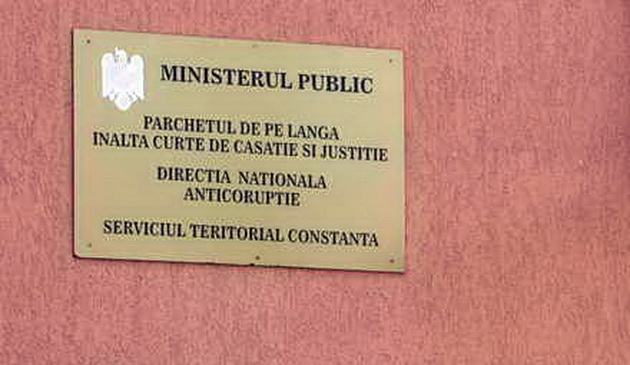 MINISTERUL PUBLIC
PARCHETUL DE PE LANGA
INALTA CURTE DE CASATIE SI JUSTITIE
DIRECTIA NATIONALA
ANTICORUPTIE
SERVICIUL TERITORIAL CONSTANTA